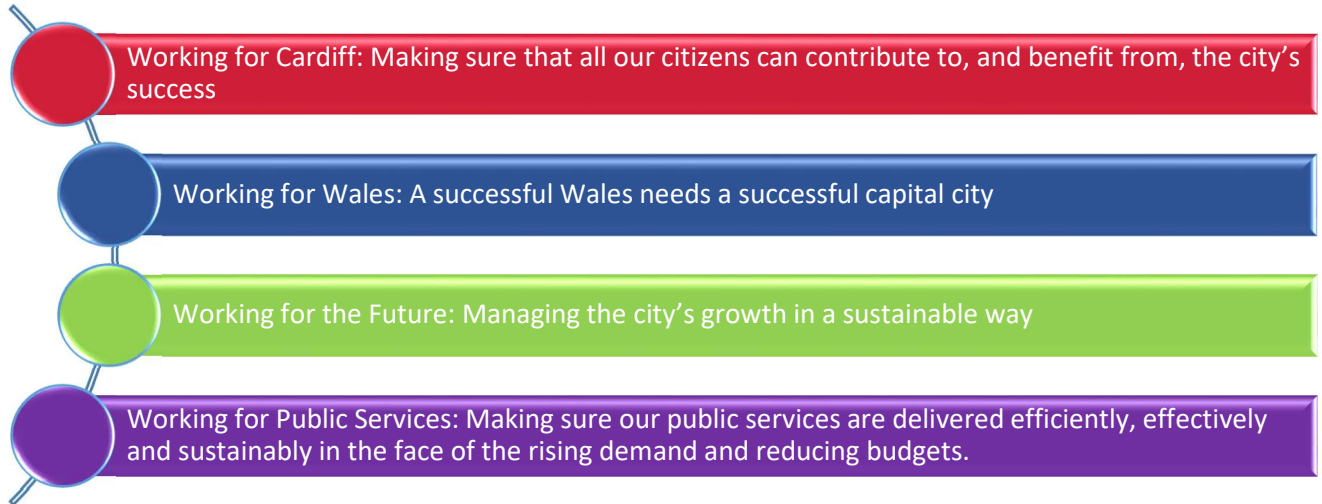 Working for Cardiff: Making sure that all our citizens can contribute to, and benefit from, the city’s
success
Working for Wales: A successful Wales needs a successful capital city
Working for the Future: Managing the city’s growth in a sustainable way
Working for Public Services: Making sure our public services are delivered efficiently, effectively
and sustainably in the face of the rising demand and reducing budgets.